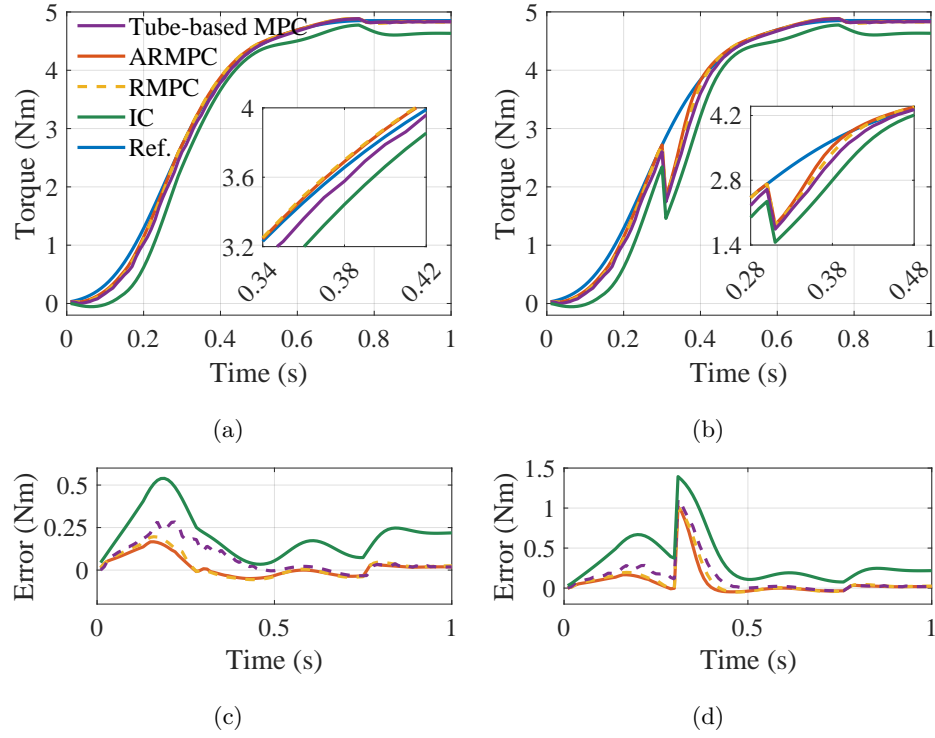 5
4
3
2
1
0
Torque (Nm)
Tube-based MPC
ARMPC
RMPC
IC
Ref.
4
3.6
3.2
0.34
0.38
0.42
0
0.2
0.4
0.6
0.8
1
Time (s)
(a)
5
4
3
2
1
0
Torque (Nm)
4.2
2.8
1.4
0.28
0.38
0.48
0
0.2
0.4
0.6
0.8
1
Time (s)
(b)
0.5
0.25
0
Error (Nm)
0
0.5
1
Time (s)
(c)
1.5
1
0.5
0
Error (Nm)
0
0.5
1
Time (s)
(d)